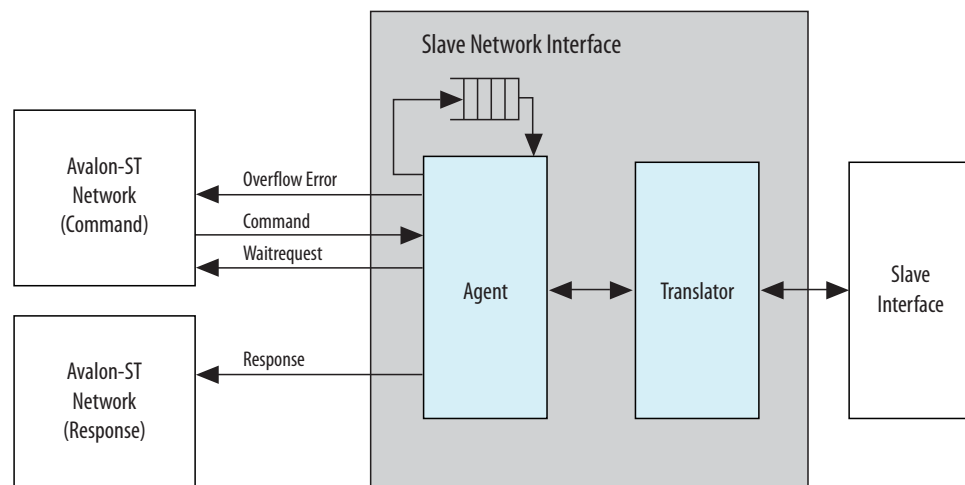 Slave Network Interface
Avalon-ST
Network
(Command)
Overflow Error
Command
Waitrequest
Agent
Translator
Slave
Interface
Avalon-ST
Network
(Response)
Response